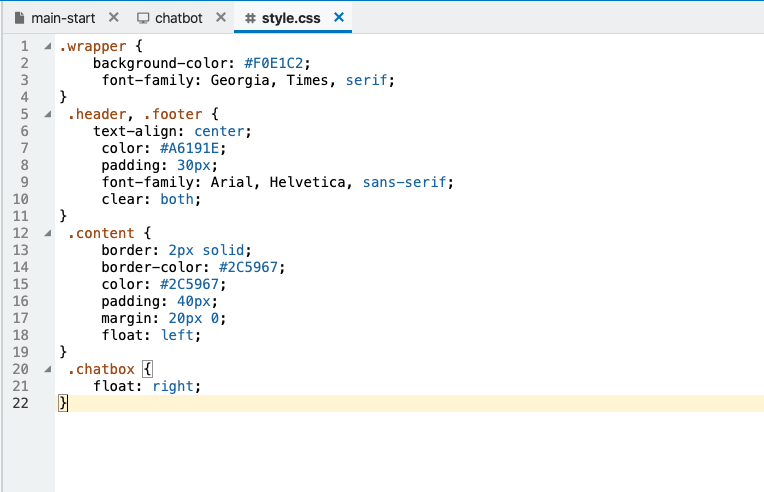 main-start × chatbot × # style.css ×
1 .wrapper {
2 background-color: #F0E1C2;
3 font-family: Georgia, Times, serif;
4 }
5 .header, .footer {
6 text-align: center;
7 color: #A6191E;
8 padding: 30px;
9 font-family: Arial, Helvetica, sans-serif;
10 clear: both;
11 }
12 .content {
13 border: 2px solid;
14 border-color: #2C5967;
15 color: #2C5967;
16 padding: 40px;
17 margin: 20px 0;
18 float: left;
19 }
20 .chatbox {
21 float: right;
22 }